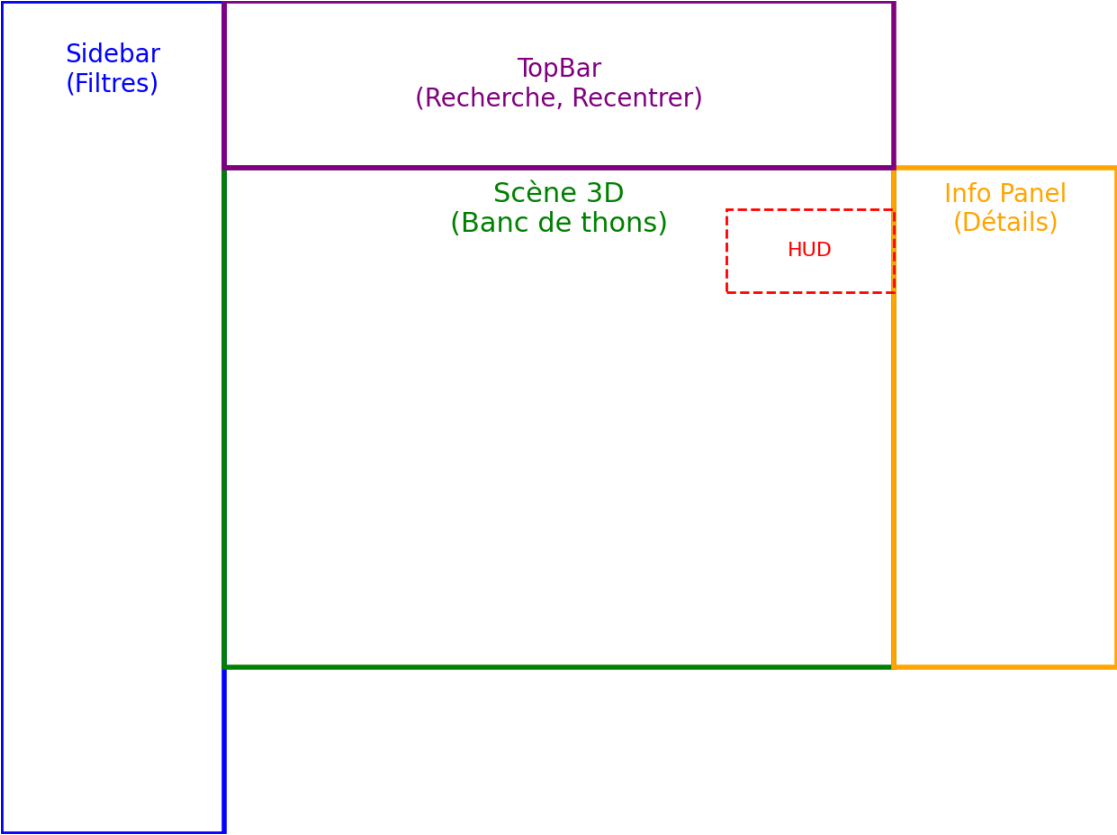 Sidebar
(Filtres)
TopBar
(Recherche, Recentrer)
Scène 3D
(Banc de thons)
HUD
Info Panel
(Détails)